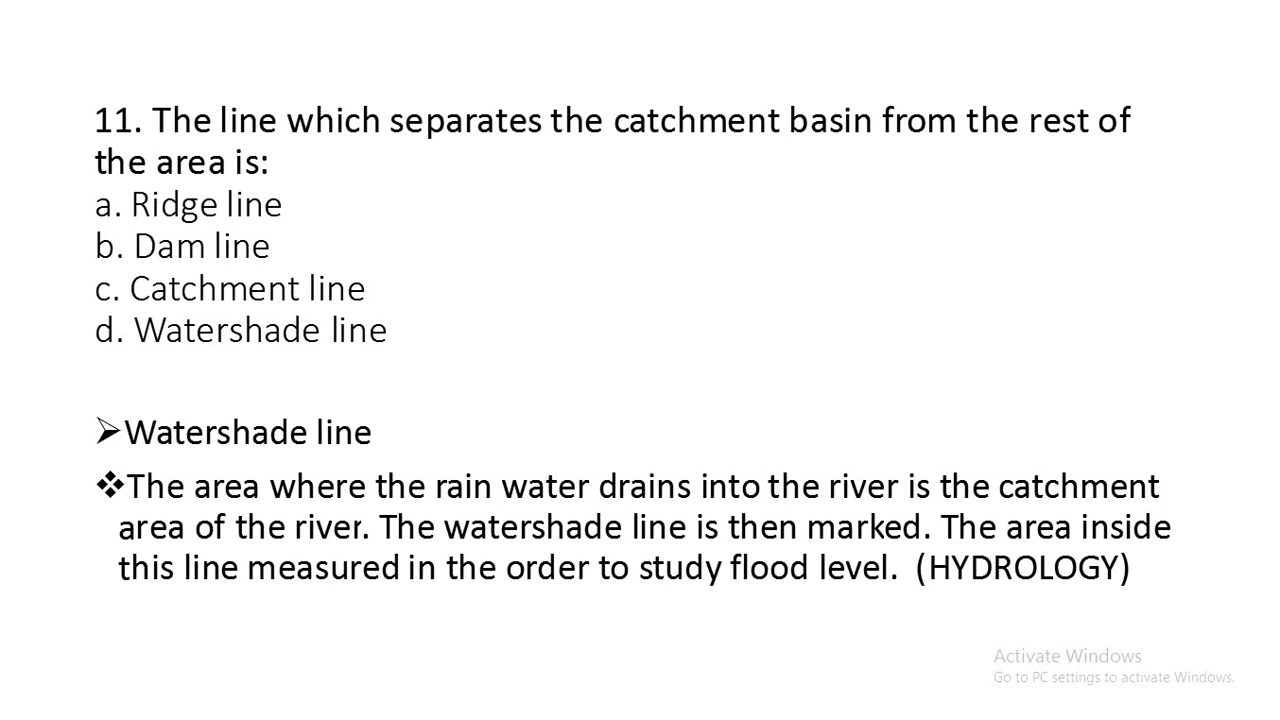 11. The line which separates the catchment basin from the rest of
the area is:
a. Ridge line
b. Dam line
c. Catchment line
d. Watershade line
➢Watershade line
❖The area where the rain water drains into the river is the catchment
area of the river. The watershade line is then marked. The area inside
this line measured in the order to study flood level. (HYDROLOGY)
Activate Windows
Go to PC settings to activate Windows.